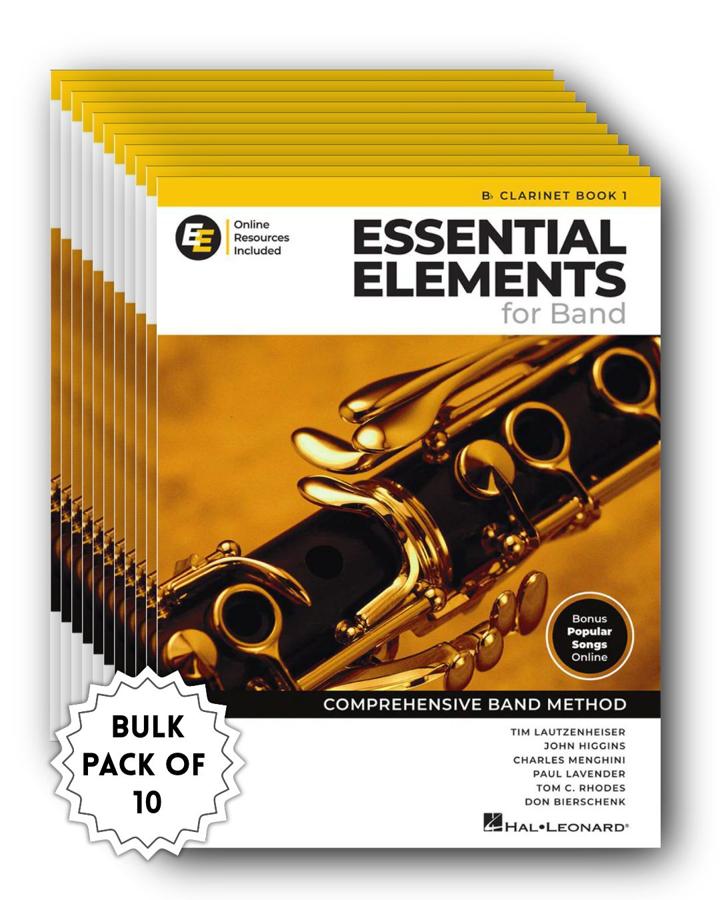 B♭ CLARINET BOOK 1
EE
Online
Resources
Included
ESSENTIAL
ELEMENTS
for Band
Bonus
Popular
Songs
Online
COMPREHENSIVE BAND METHOD
TIM LAUTZENHEISER
JOHN HIGGINS
CHARLES MENGHINI
PAUL LAVENDER
TOM C. RHODES
DON BIERSCHENK
HAL•LEONARD®
BULK
PACK OF
10